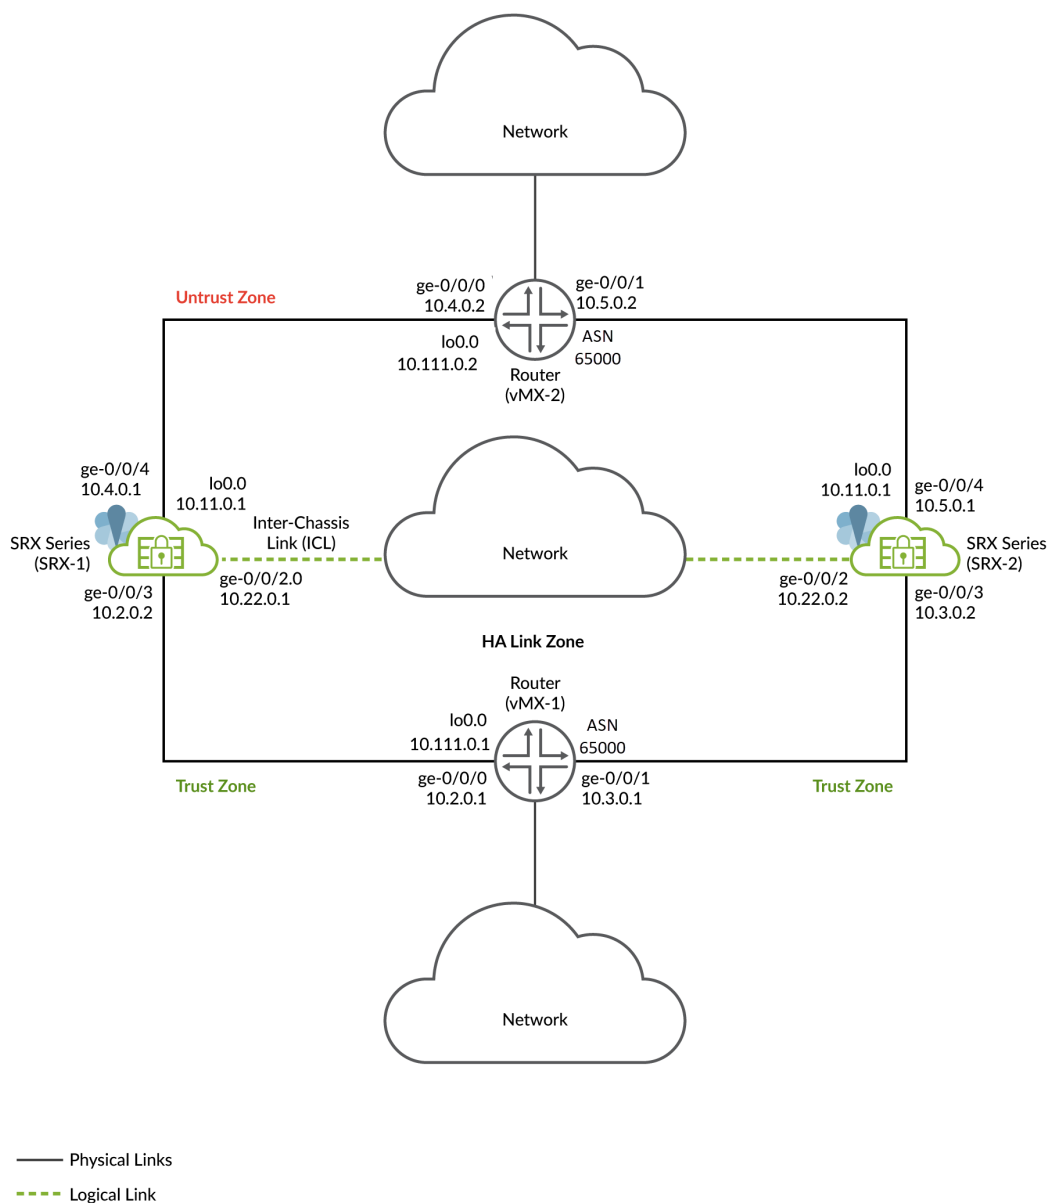 Network
ge-0/0/0
10.4.0.2
ge-0/0/1
10.5.0.2
Untrust Zone
lo0.0
10.111.0.2
ASN
65000
Router
(vMX-2)
ge-0/0/4
10.4.0.1
lo0.0
10.11.0.1
lo0.0
10.11.0.1
ge-0/0/4
10.5.0.1
SRX Series
(SRX-1)
Inter-Chassis
Link (ICL)
Network
SRX Series
(SRX-2)
ge-0/0/3
10.2.0.2
ge-0/0/2.0
10.22.0.1
ge-0/0/2
10.22.0.2
ge-0/0/3
10.3.0.2
HA Link Zone
Router
(vMX-1)
lo0.0
10.111.0.1
ASN
65000
Trust Zone
ge-0/0/0
10.2.0.1
ge-0/0/1
10.3.0.1
Trust Zone
Network
Physical Links
Logical Link